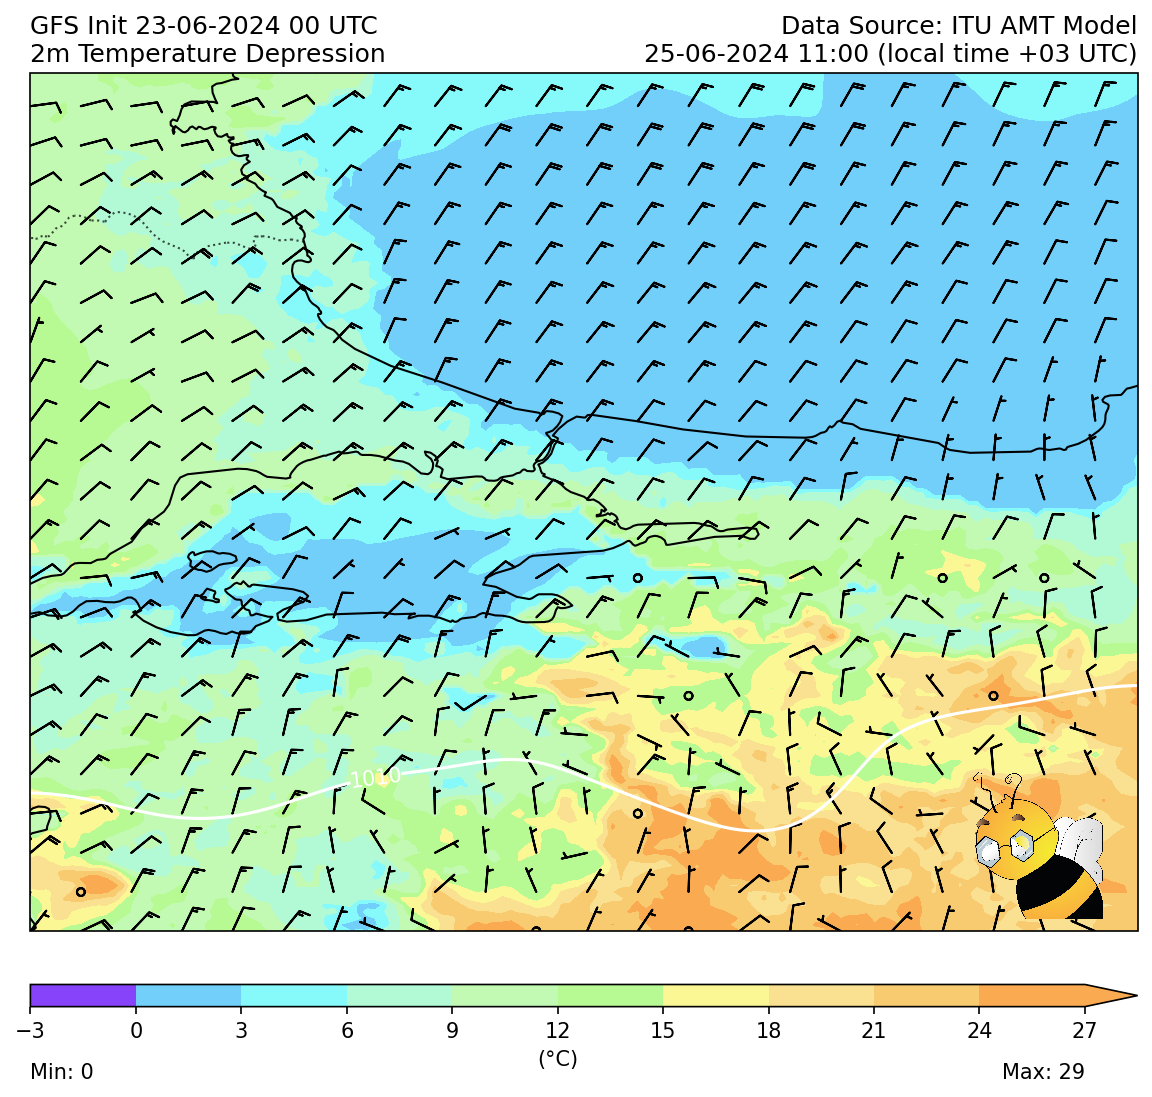 GFS Init 23-06-2024 00 UTC
Data Source: ITU AMT Model
2m Temperature Depression
25-06-2024 11:00 (local time +03 UTC)
1010
−3 0 3 6 9 12 15 18 21 24 27
(°C)
Min: 0
Max: 29